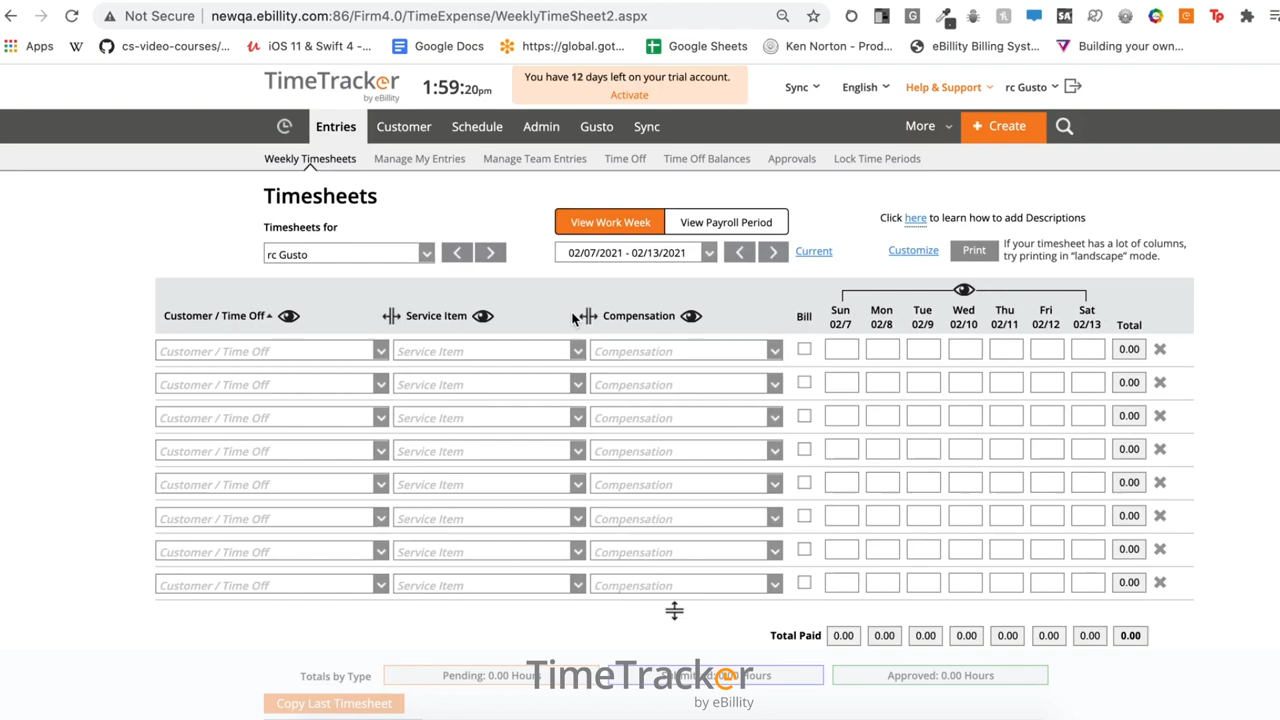 Not Secure | newqa.ebillity.com:86/Firm4.0/TimeExpense/WeeklyTimeSheet2.aspx
Apps W cs-video-courses/... iOS 11 & Swift 4 –... Google Docs https://global.got... Google Sheets Ken Norton - Prod... eBillity Billing Syst... Building your own...
TimeTracker
by eBillity
1:59:20pm
You have 12 days left on your trial account.
Activate
Sync English Help & Support rc Gusto
Entries Customer Schedule Admin Gusto Sync More + Create
Weekly Timesheets Manage My Entries Manage Team Entries Time Off Time Off Balances Approvals Lock Time Periods
Timesheets
Timesheets for
View Work Week View Payroll Period
Click here to learn how to add Descriptions
rc Gusto
02/07/2021 - 02/13/2021
Current
Customize
Print
If your timesheet has a lot of columns,
try printing in “landscape” mode.
Customer / Time Off Service Item Compensation Bill Sun Mon Tue Wed Thu Fri Sat Total
02/7 02/8 02/9 02/10 02/11 02/12 02/13
Customer / Time Off Service Item Compensation 0.00
Customer / Time Off Service Item Compensation 0.00
Customer / Time Off Service Item Compensation 0.00
Customer / Time Off Service Item Compensation 0.00
Customer / Time Off Service Item Compensation 0.00
Customer / Time Off Service Item Compensation 0.00
Customer / Time Off Service Item Compensation 0.00
Customer / Time Off Service Item Compensation 0.00
Total Paid 0.00 0.00 0.00 0.00 0.00 0.00 0.00 0.00
Totals by Type Pending: 0.00 Hours Approved: 0.00 Hours
TimeTracker
by eBillity
Copy Last Timesheet